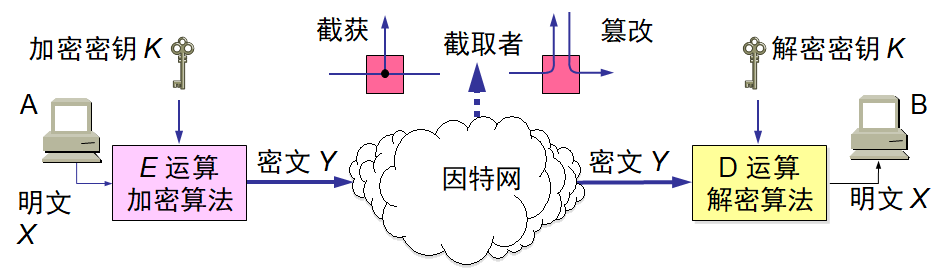 加密密钥 K
截获
截取者
篡改
解密密钥 K
A
B
E 运算
加密算法
密文 Y
因特网
密文 Y
D 运算
解密算法
明文
X
明文 X